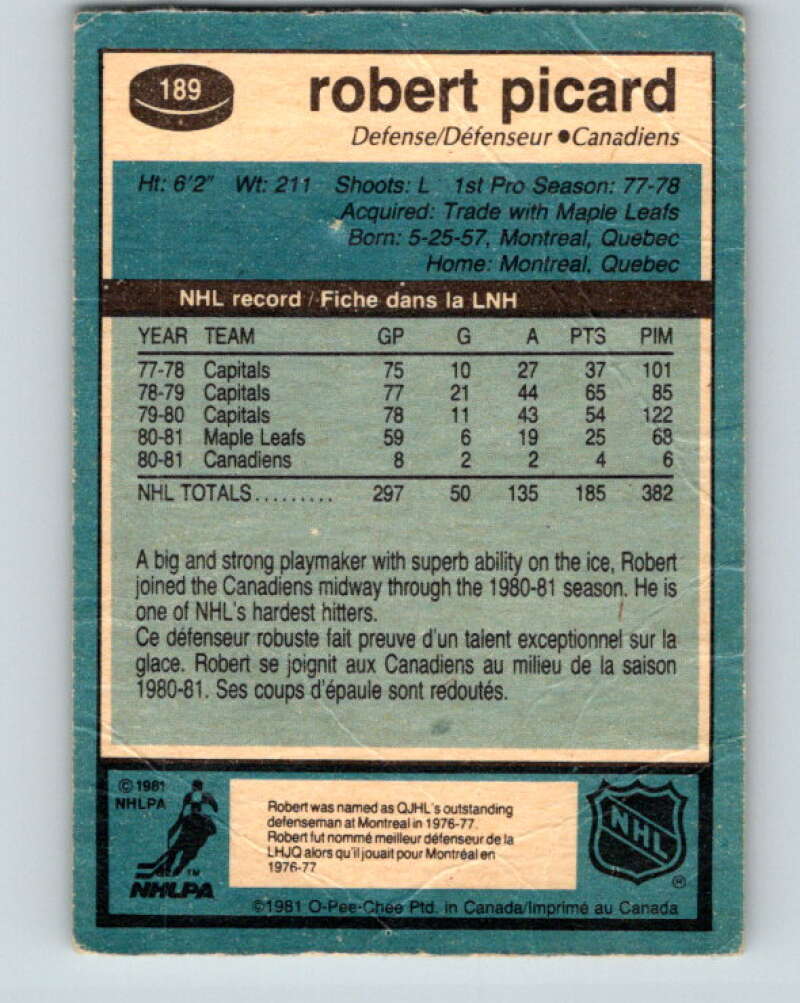 189
robert picard
Defense/Défenseur ●Canadiens
Ht: 6'2" Wt: 211 Shoots: L 1st Pro Season: 77-78
Acquired: Trade with Maple Leafs
Born: 5-25-57, Montreal, Quebec
Home: Montreal, Quebec
NHL record / Fiche dans la LNH
YEAR TEAM GP G A PTS PIM
77-78 Capitals 75 10 27 37 101
78-79 Capitals 77 21 44 65 85
79-80 Capitals 78 11 43 54 122
80-81 Maple Leafs 59 6 19 25 68
80-81 Canadiens 8 2 2 4 6
NHL TOTALS......... 297 50 135 185 382
A big and strong playmaker with superb ability on the ice, Robert
joined the Canadiens midway through the 1980-81 season. He is
one of NHL's hardest hitters.
Ce défenseur robuste fait preuve d'un talent exceptionnel sur la
glace. Robert se joignit aux Canadiens au milieu de la saison
1980-81. Ses coups d'épaule sont redoutés.
© 1981
NHLPA
Robert was named as QJHL's outstanding
defenseman at Montreal in 1976-77.
Robert fut nommé meilleur défenseur de la
LHJQ alors qu'il jouait pour Montréal en
1976-77
TM
NHLPA
NHL
®
©1981 O-Pee-Chee Ptd. in Canada/Imprimé au Canada